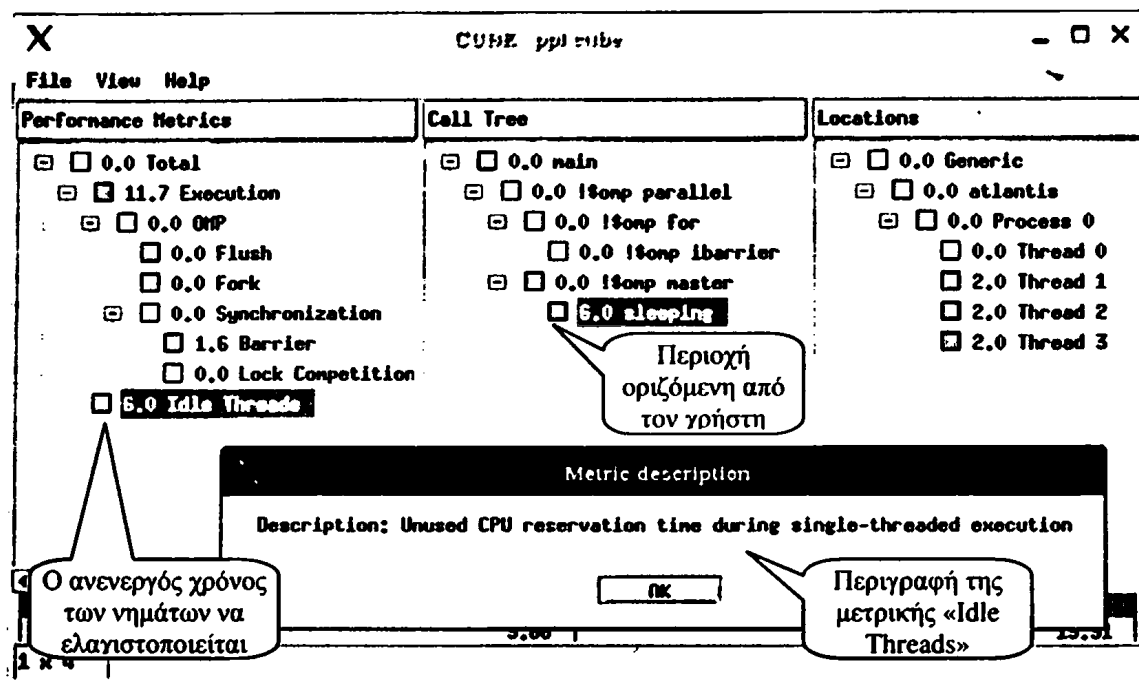 X
CUBE
File View Help
Performance Metrics
Call Tree
Locations
0.0 Total
11.7 Execution
0.0 OMP
0.0 Flush
0.0 Fork
0.0 Synchronization
1.6 Barrier
0.0 Lock Competition
6.0 Idle Threads
0.0 main
0.0 !$omp parallel
0.0 !$omp for
0.0 !$omp ibarrier
0.0 !$omp master
6.0 sleeping
0.0 Generic
0.0 atlantis
0.0 Process 0
0.0 Thread 0
2.0 Thread 1
2.0 Thread 2
2.0 Thread 3
Περιοχή
οριζόμενη από
τον χρήστη
Metric description
Description: Unused CPU reservation time during single-threaded execution
OK
Ο ανενεργός χρόνος
των νημάτων να
ελαχιστοποιείται
Περιγραφή της
μετρικής «Idle
Threads»
1 x 4